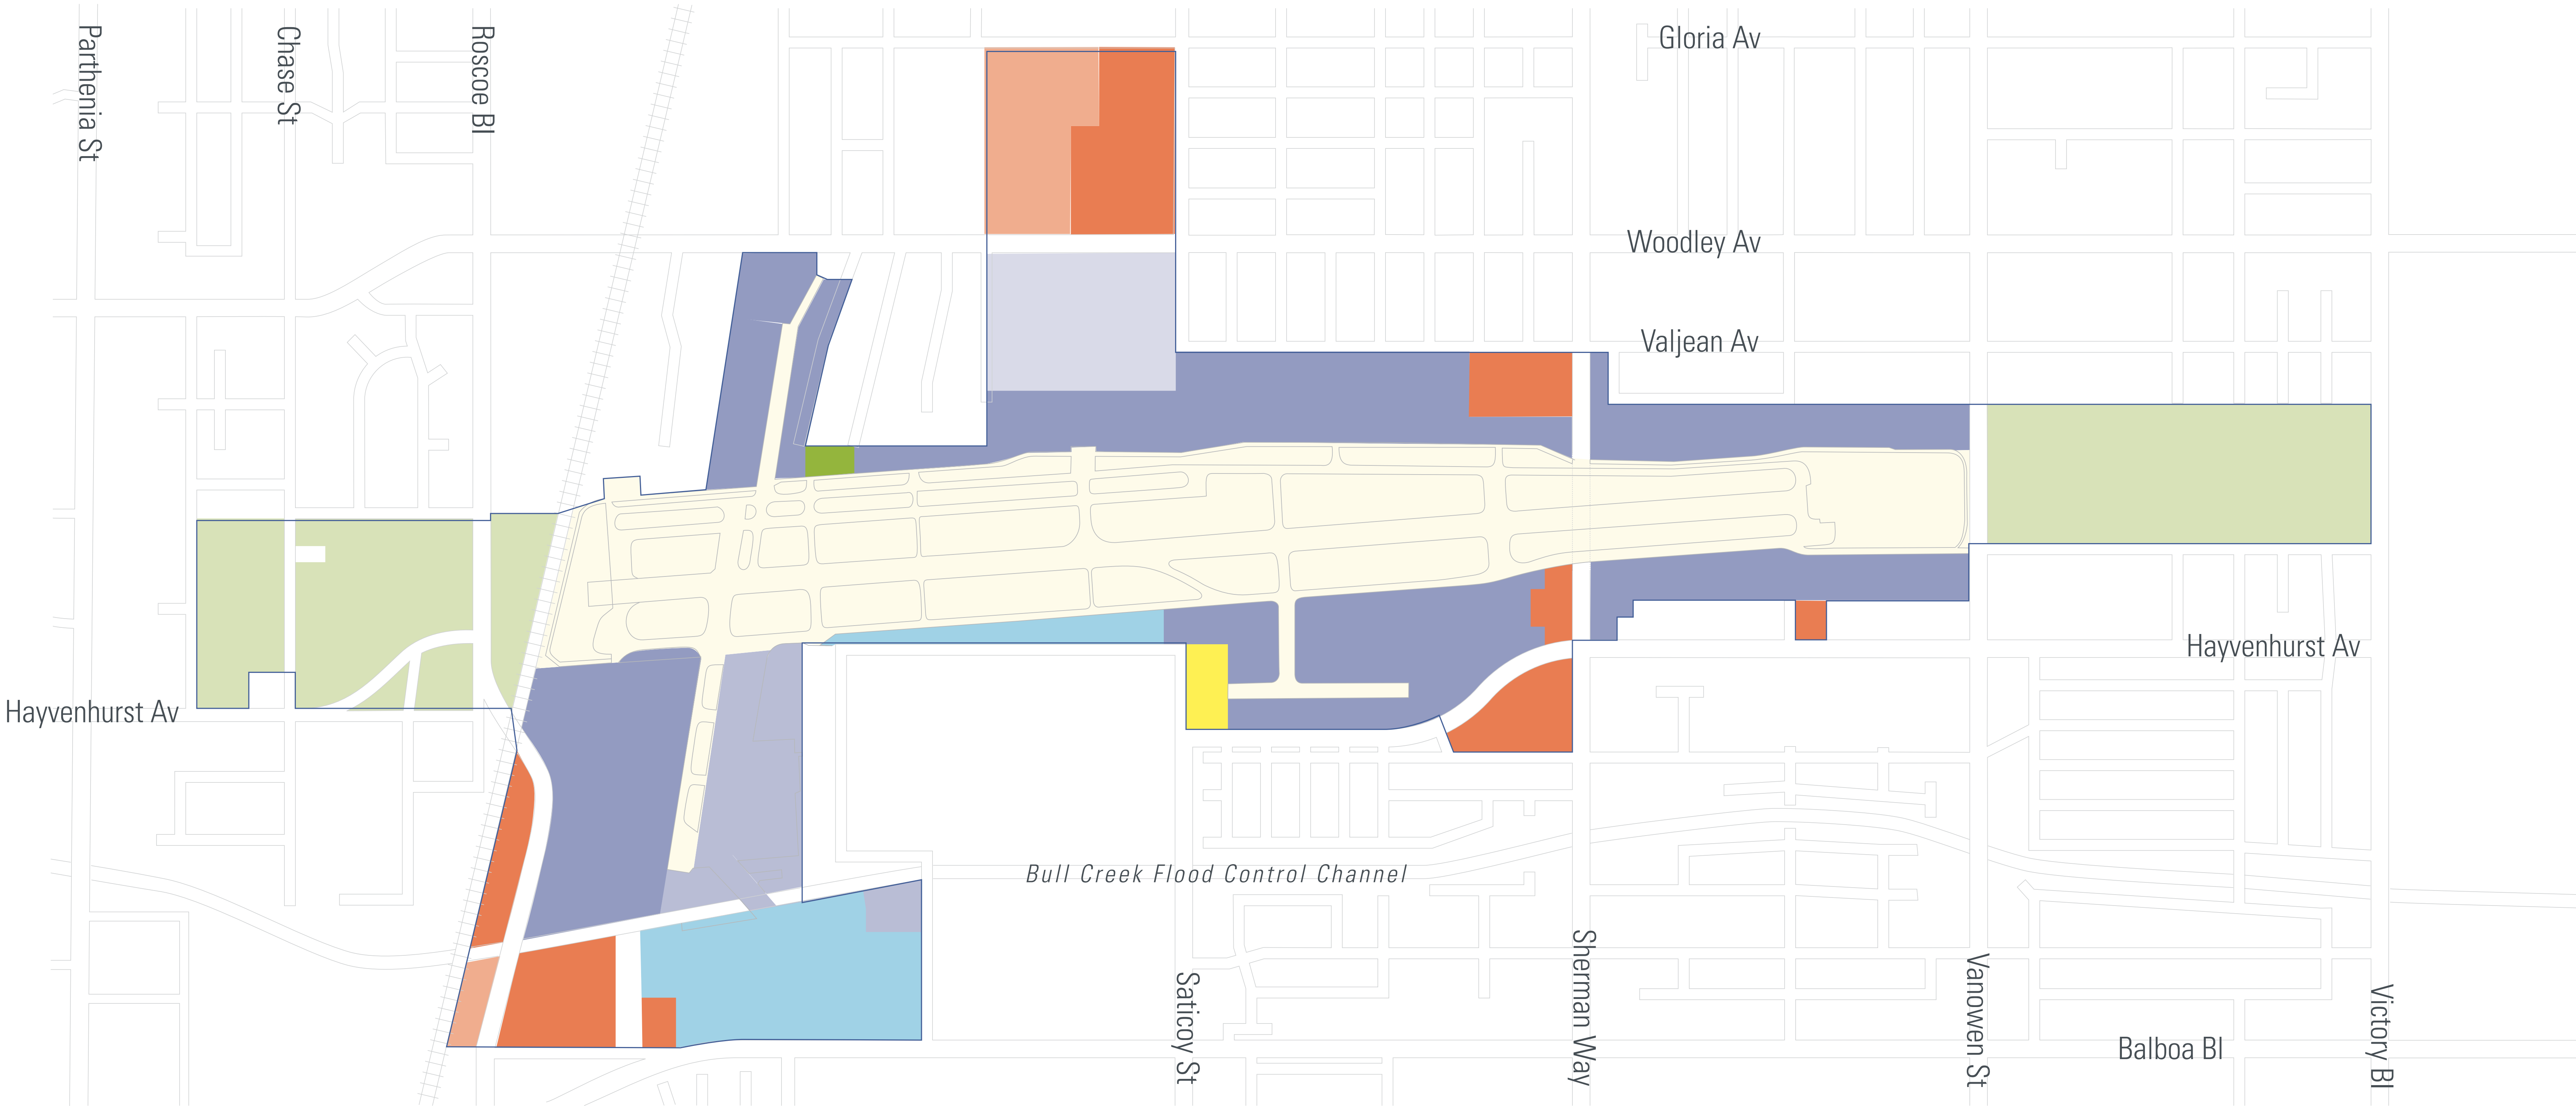 Parthenia St
Chase St
Roscoe Bl
Gloria Av
Woodley Av
Valjean Av
Hayvenhurst Av
Hayvenhurst Av
Bull Creek Flood Control Channel
Saticoy St
Sherman Way
Vanowen St
Victory Bl
Balboa Bl